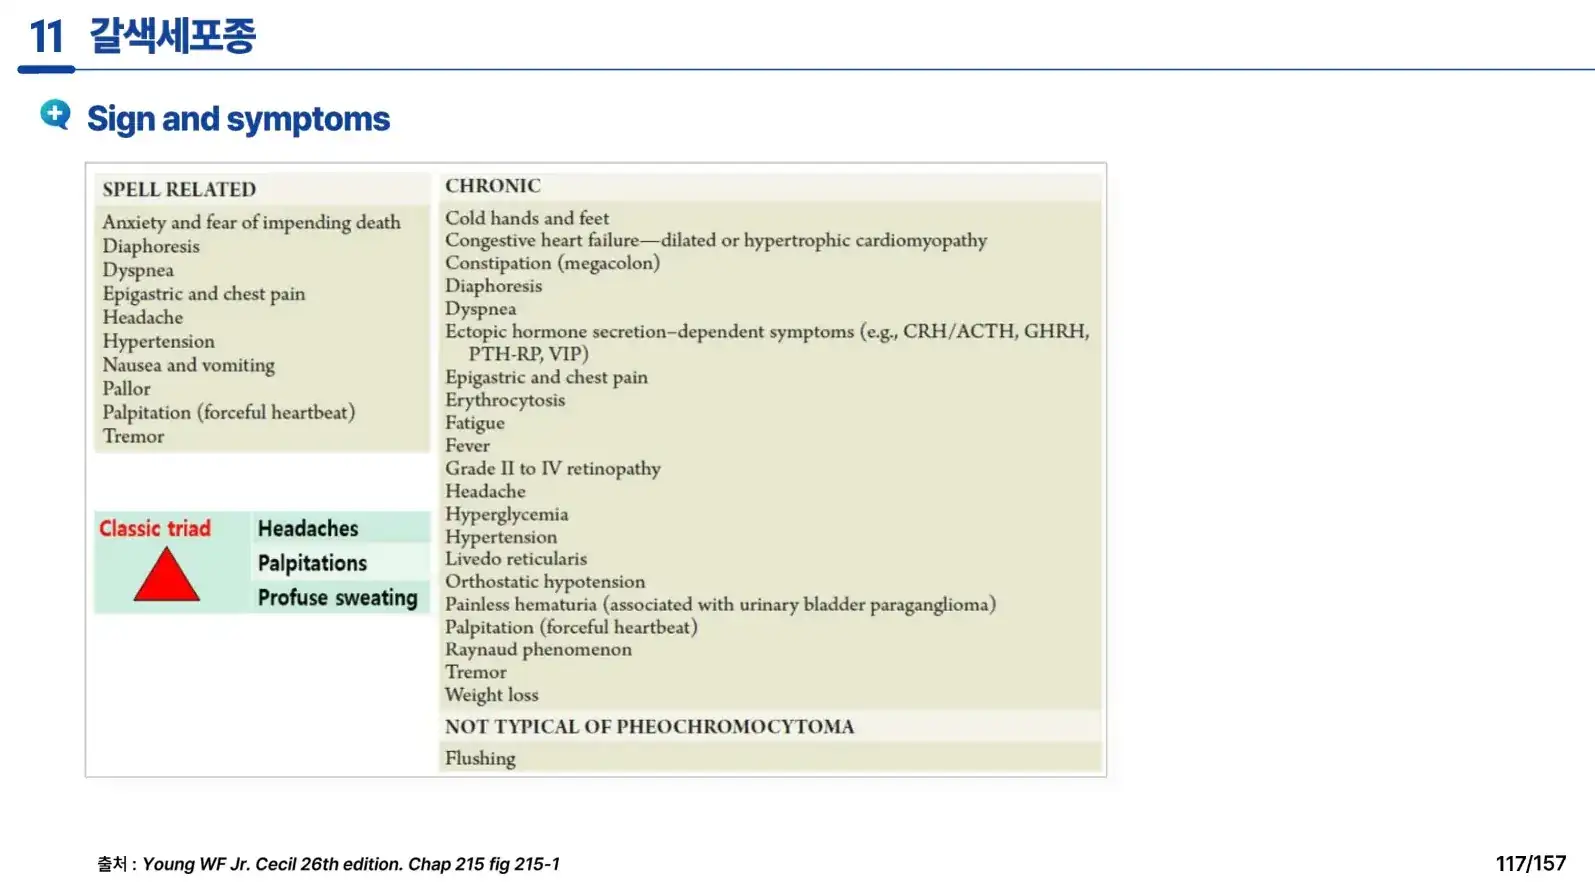 11 갈색세포종
Sign and symptoms
SPELL RELATED
Anxiety and fear of impending death
Diaphoresis
Dyspnea
Epigastric and chest pain
Headache
Hypertension
Nausea and vomiting
Pallor
Palpitation (forceful heartbeat)
Tremor
Classic triad
Headaches
Palpitations
Profuse sweating
CHRONIC
Cold hands and feet
Congestive heart failure—dilated or hypertrophic cardiomyopathy
Constipation (megacolon)
Diaphoresis
Dyspnea
Ectopic hormone secretion–dependent symptoms (e.g., CRH/ACTH, GHRH,
PTH-RP, VIP)
Epigastric and chest pain
Erythrocytosis
Fatigue
Fever
Grade II to IV retinopathy
Headache
Hyperglycemia
Hypertension
Livedo reticularis
Orthostatic hypotension
Painless hematuria (associated with urinary bladder paraganglioma)
Palpitation (forceful heartbeat)
Raynaud phenomenon
Tremor
Weight loss
NOT TYPICAL OF PHEOCHROMOCYTOMA
Flushing
출처 : Young WF Jr. Cecil 26th edition. Chap 215 fig 215-1
117/157